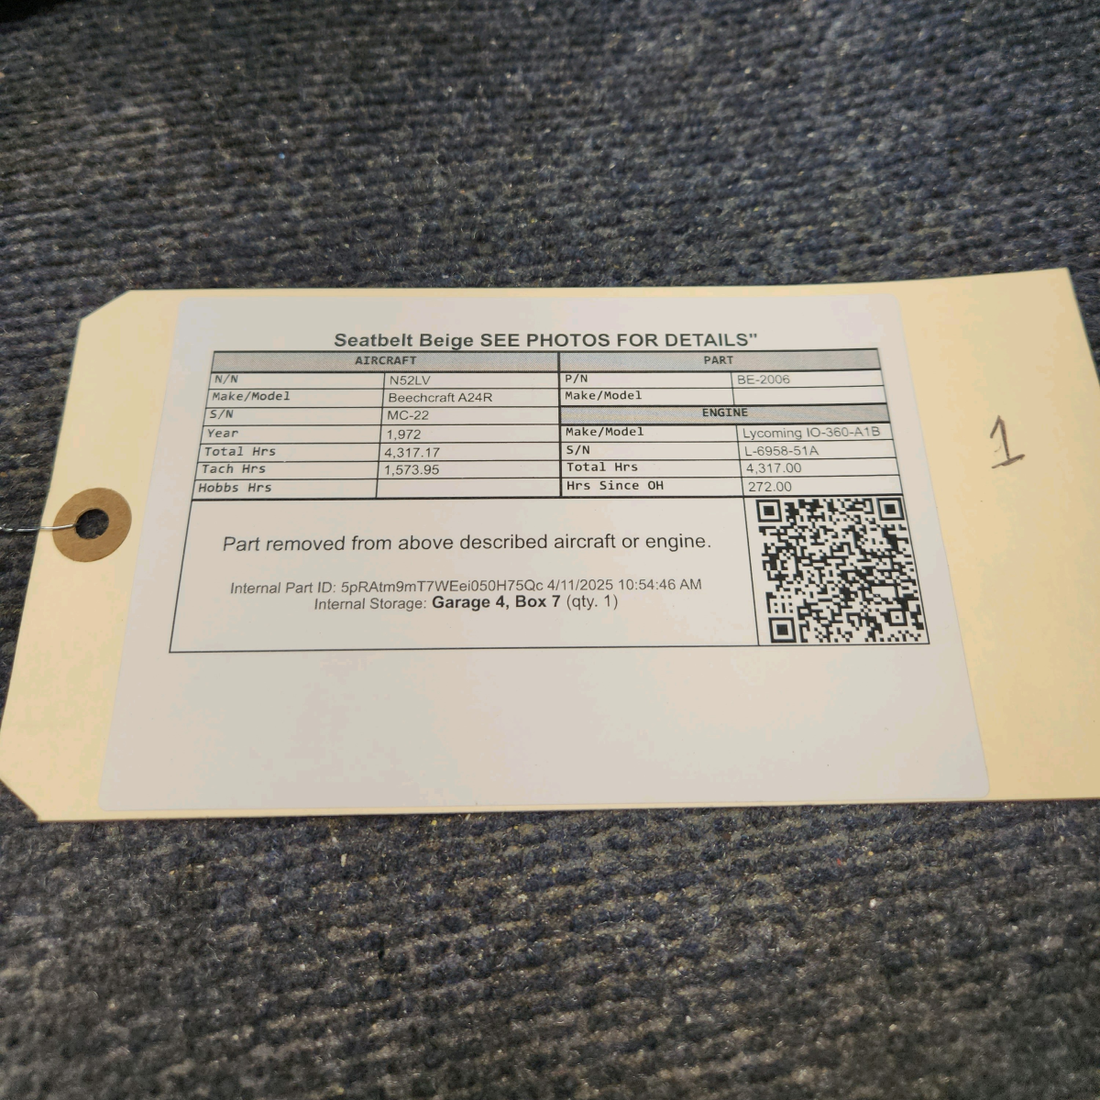 Seatbelt Beige SEE PHOTOS FOR DETAILS"
AIRCRAFT PART
N/N N52LV P/N BE-2006
Make/Model Beechcraft A24R Make/Model
S/N MC-22 ENGINE
Year 1,972 Make/Model Lycoming IO-360-A1B
Total Hrs 4,317.17 S/N L-6958-51A
Tach Hrs 1,573.95 Total Hrs 4,317.00
Hobbs Hrs Hrs Since OH 272.00
Part removed from above described aircraft or engine.
Internal Part ID: 5pRAtm9mT7WEei050H75Qc 4/11/2025 10:54:46 AM
Internal Storage: Garage 4, Box 7 (qty. 1)
1